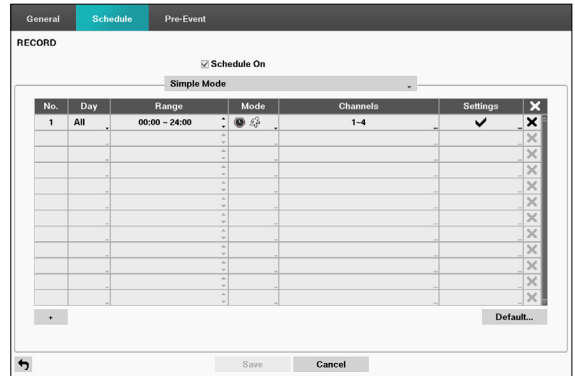 General Schedule Pre-Event
RECORD
Schedule On
Simple Mode
No. Day Range Mode Channels Settings
1 All 00:00 ~ 24:00 1~4
+ Default...
Save Cancel